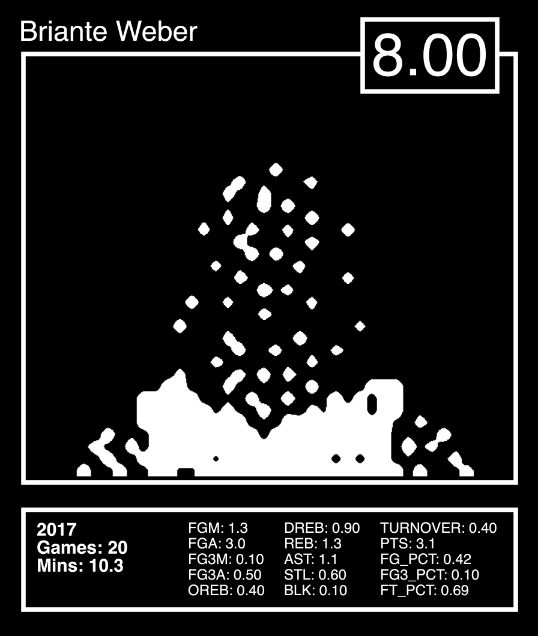 Briante Weber
8.00
2017
Games: 20
Mins: 10.3
FGM: 1.3
FGA: 3.0
FG3M: 0.10
FG3A: 0.50
OREB: 0.40
DREB: 0.90
REB: 1.3
AST: 1.1
STL: 0.60
BLK: 0.10
TURNOVER: 0.40
PTS: 3.1
FG_PCT: 0.42
FG3_PCT: 0.10
FT_PCT: 0.69